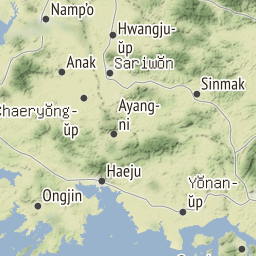 Namp'o
Hwangju-
ŭp
Sariwŏn
Anak
Sinmak
Chaeryŏng-
ŭp
Ayang-
ni
Haeju
Ongjin
Yŏnan-
ŭp